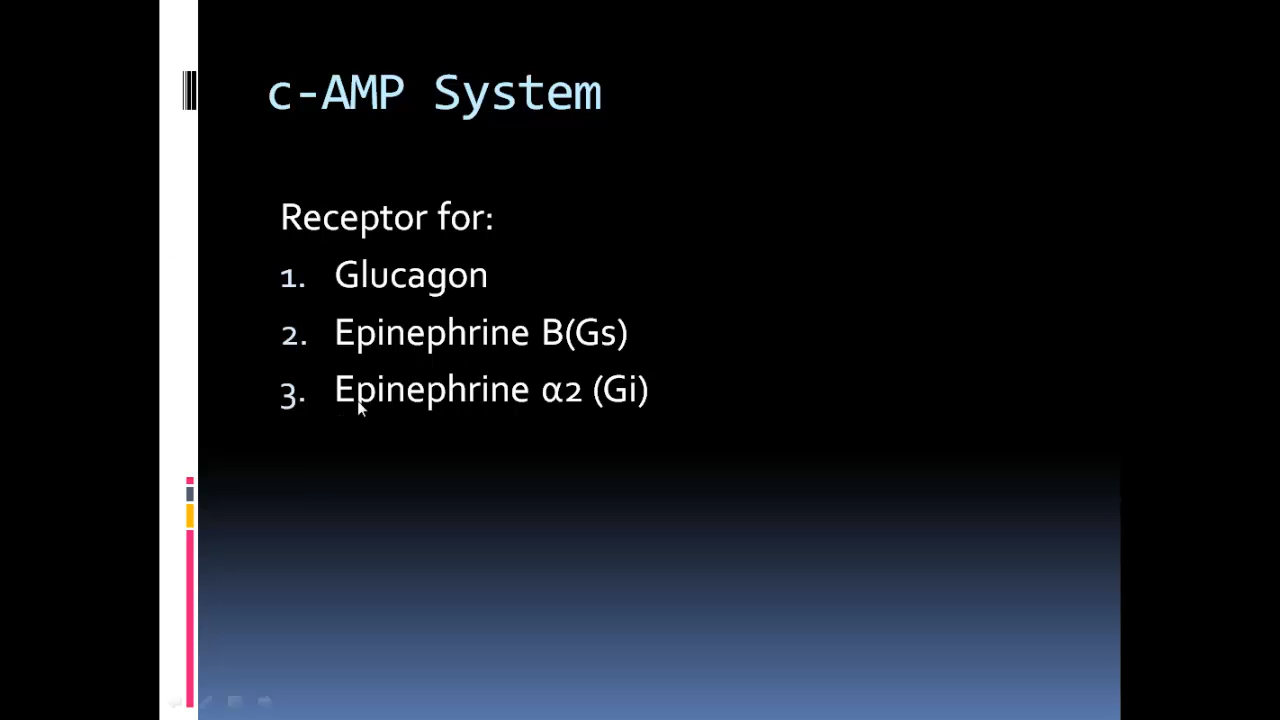 c-AMP System
Receptor for:
1. Glucagon
2. Epinephrine B(Gs)
3. Epinephrine α2 (Gi)